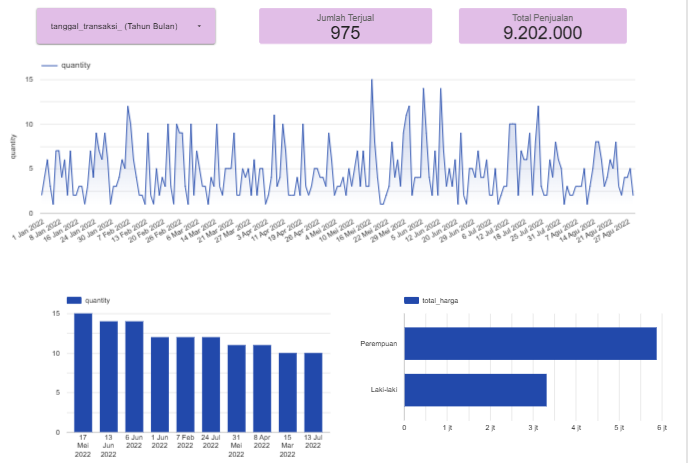 tanggal_transaksi_ (Tahun Bulan)
Jumlah Terjual
975
Total Penjualan
9.202.000
quantity
quantity
15
10
5
0
1 Jan 2022
8 Jan 2022
16 Jan 2022
24 Jan 2022
30 Jan 2022
7 Feb 2022
13 Feb 2022
20 Feb 2022
26 Feb 2022
6 Mar 2022
14 Mar 2022
21 Mar 2022
27 Mar 2022
3 Apr 2022
11 Apr 2022
19 Apr 2022
26 Apr 2022
4 Mei 2022
10 Mei 2022
16 Mei 2022
22 Mei 2022
29 Mei 2022
5 Jun 2022
12 Jun 2022
20 Jun 2022
29 Jun 2022
6 Jul 2022
12 Jul 2022
18 Jul 2022
25 Jul 2022
31 Jul 2022
7 Agu 2022
14 Agu 2022
21 Agu 2022
27 Agu 2022
quantity
15
10
5
0
17 Mei 2022
13 Jun 2022
6 Jun 2022
1 Jun 2022
7 Feb 2022
24 Jul 2022
31 Mei 2022
8 Apr 2022
15 Mar 2022
13 Jul 2022
total_harga
Perempuan
Laki-laki
0
1 jt
2 jt
3 jt
4 jt
5 jt
6 jt